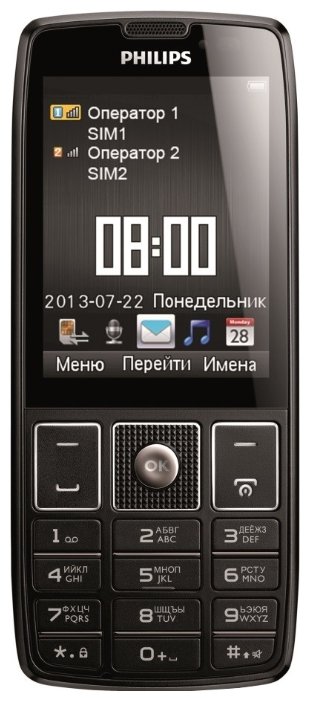 PHILIPS
1 Оператор 1
SIM1
2 Оператор 2
SIM2
08:00
2013-07-22 Понедельник
Monday
28
Меню Перейти Имена
OK
1
2 АБВГ ABC
3 ДЕЁЖЗ DEF
4 ИЙКЛ GHI
5 МНОП JKL
6 РСТУ MNO
7 ФХЦЧ PQRS
8 ШЩЪЫ TUV
9 ЬЭЮЯ WXYZ
*.
0+
#